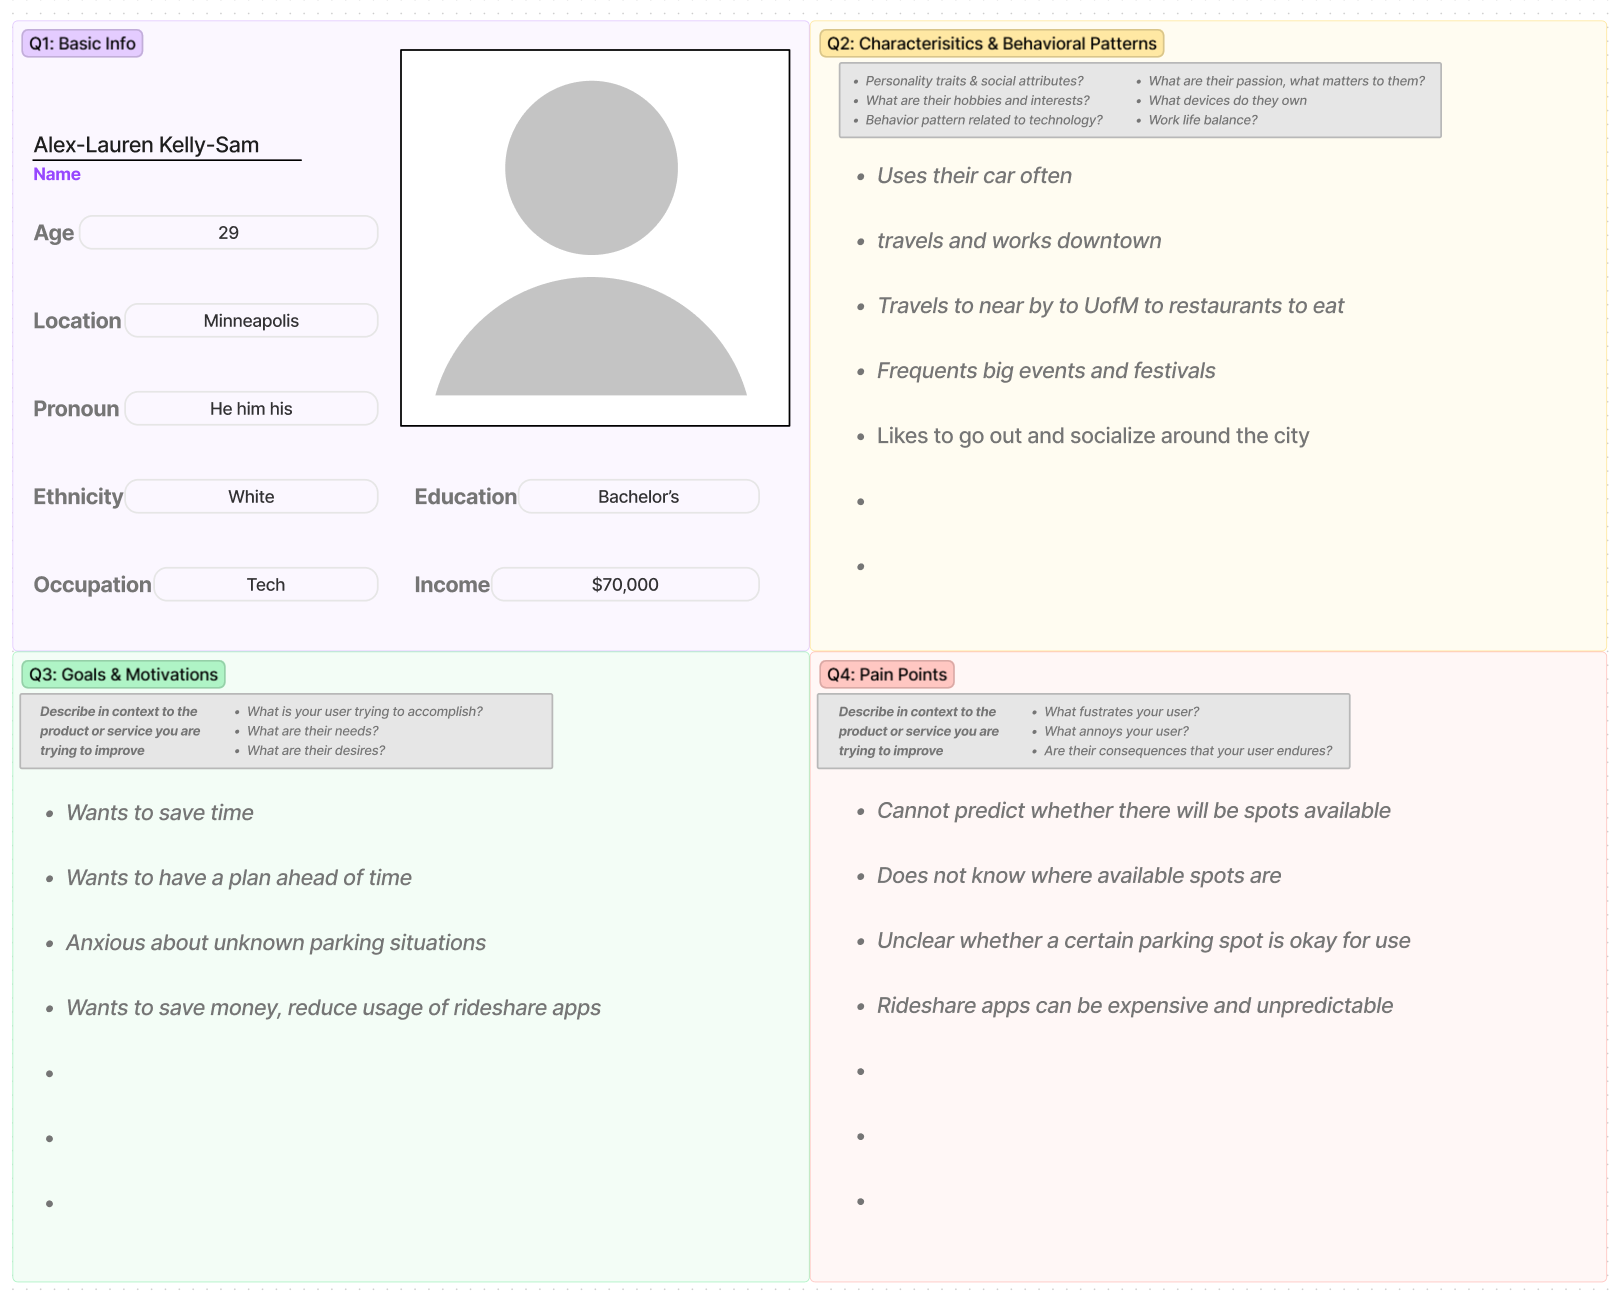 Q1: Basic Info
Alex-Lauren Kelly-Sam
Name
Age 29
Location Minneapolis
Pronoun He him his
Ethnicity White
Education Bachelor's
Occupation Tech
Income $70,000
Q2: Characterisitics & Behavioral Patterns
• Personality traits & social attributes?
• What are their hobbies and interests?
• Behavior pattern related to technology?
• What are their passion, what matters to them?
• What devices do they own
• Work life balance?
• Uses their car often
• travels and works downtown
• Travels to near by to UofM to restaurants to eat
• Frequents big events and festivals
• Likes to go out and socialize around the city
•
•
Q3: Goals & Motivations
Describe in context to the
product or service you are
trying to improve
• What is your user trying to accomplish?
• What are their needs?
• What are their desires?
• Wants to save time
• Wants to have a plan ahead of time
• Anxious about unknown parking situations
• Wants to save money, reduce usage of rideshare apps
•
•
•
Q4: Pain Points
Describe in context to the
product or service you are
trying to improve
• What fustrates your user?
• What annoys your user?
• Are their consequences that your user endures?
• Cannot predict whether there will be spots available
• Does not know where available spots are
• Unclear whether a certain parking spot is okay for use
• Rideshare apps can be expensive and unpredictable
•
•
•